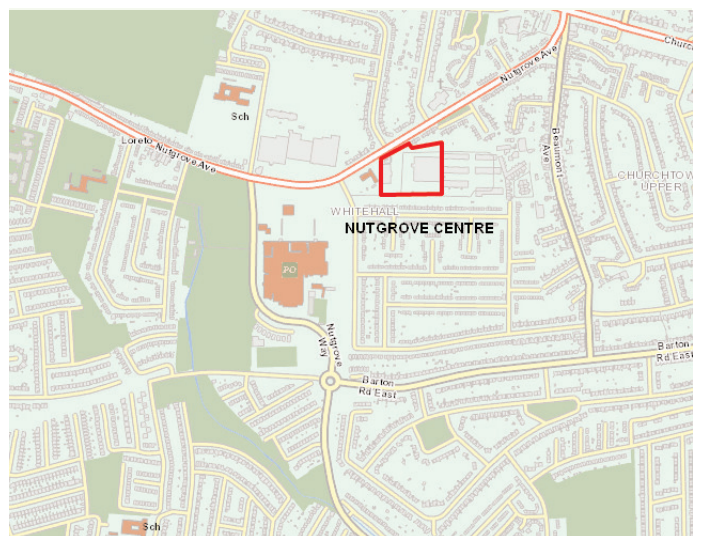 Church
Nutgrove Ave
Sch
Loreto
Nutgrove Ave
Beaumont
Ave
CHURCHTOW
UPPER
WHITEHALL
NUTGROVE CENTRE
PO
Nutgrove
Way
Barton
Rd East
Barton
Rd East
Sch